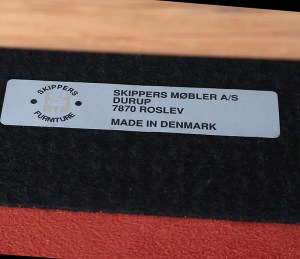 SKIPPERS
FURNITURE
SKIPPERS MØBLER A/S
DURUP
7870 ROSLEV
MADE IN DENMARK